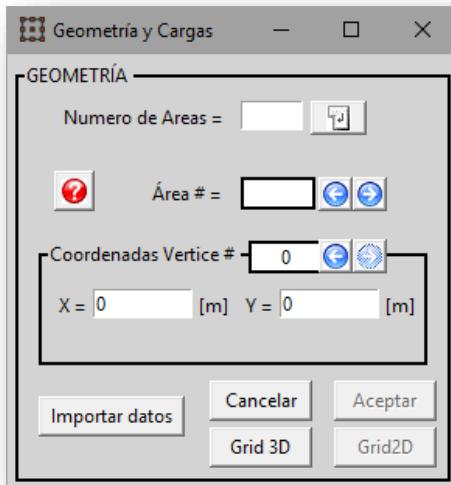 Geometría y Cargas
GEOMETRÍA
Numero de Areas =
Área # =
Coordenadas Vertice # 0
X = 0 [m] Y = 0 [m]
Importar datos
Cancelar Aceptar
Grid 3D Grid2D